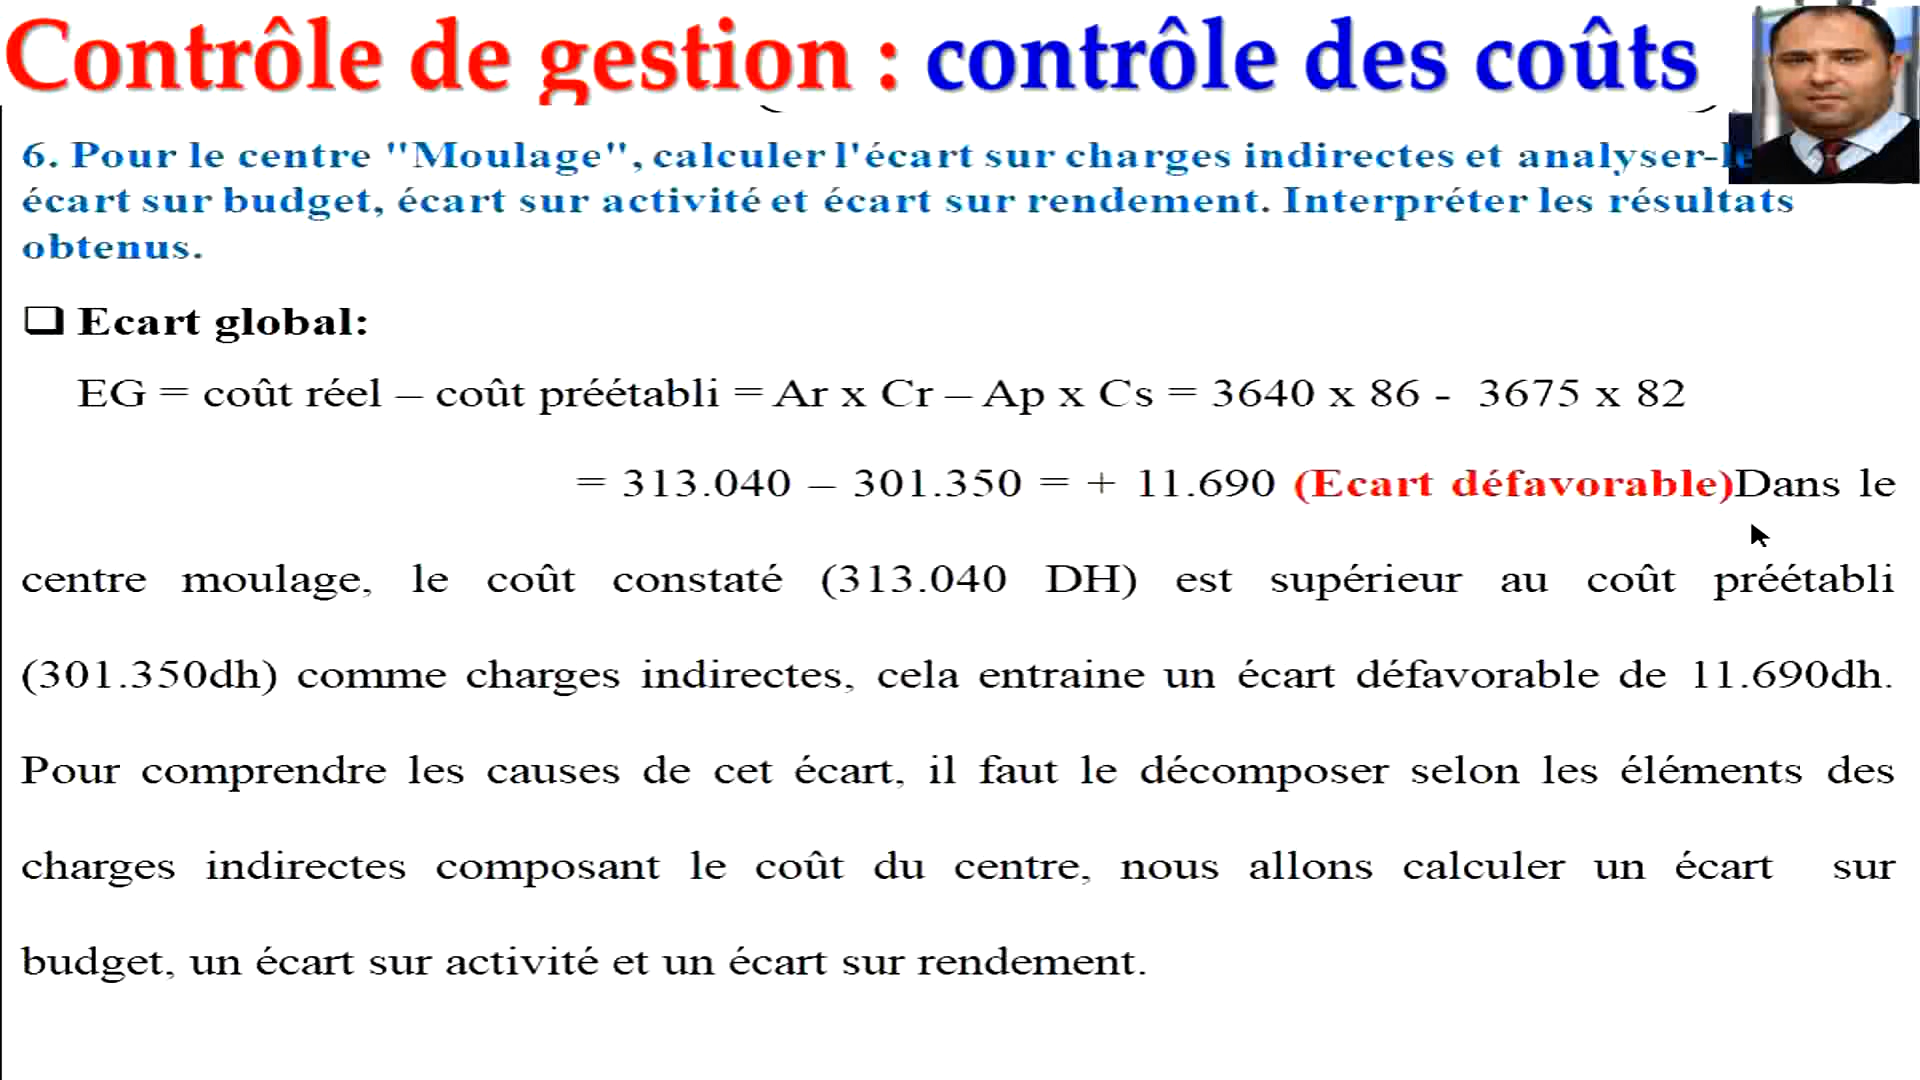 Contrôle de gestion : contrôle des coûts
6. Pour le centre "Moulage", calculer l'écart sur charges indirectes et analyser-le
écart sur budget, écart sur activité et écart sur rendement. Interpréter les résultats
obtenus.
❑ Ecart global:
EG = coût réel – coût préétabli = Ar x Cr – Ap x Cs = 3640 x 86 - 3675 x 82
= 313.040 – 301.350 = + 11.690 (Ecart défavorable)Dans le
centre moulage, le coût constaté (313.040 DH) est supérieur au coût préétabli
(301.350dh) comme charges indirectes, cela entraine un écart défavorable de 11.690dh.
Pour comprendre les causes de cet écart, il faut le décomposer selon les éléments des
charges indirectes composant le coût du centre, nous allons calculer un écart sur
budget, un écart sur activité et un écart sur rendement.